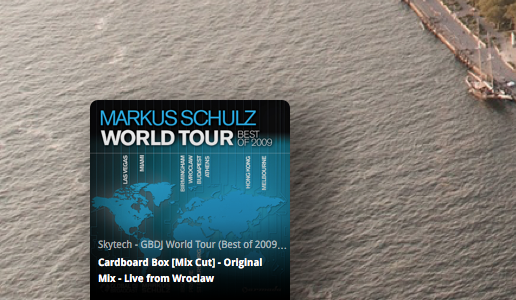 MARKUS SCHULZ
WORLD TOUR BEST
OF 2009
LAS VEGAS
MIAMI
BIRMINGHAM
WROCLAW
BUDAPEST
ATHENS
HONG KONG
MELBOURNE
Skytech - GBDJ World Tour (Best of 2009...
Cardboard Box [Mix Cut] - Original
Mix - Live from Wroclaw